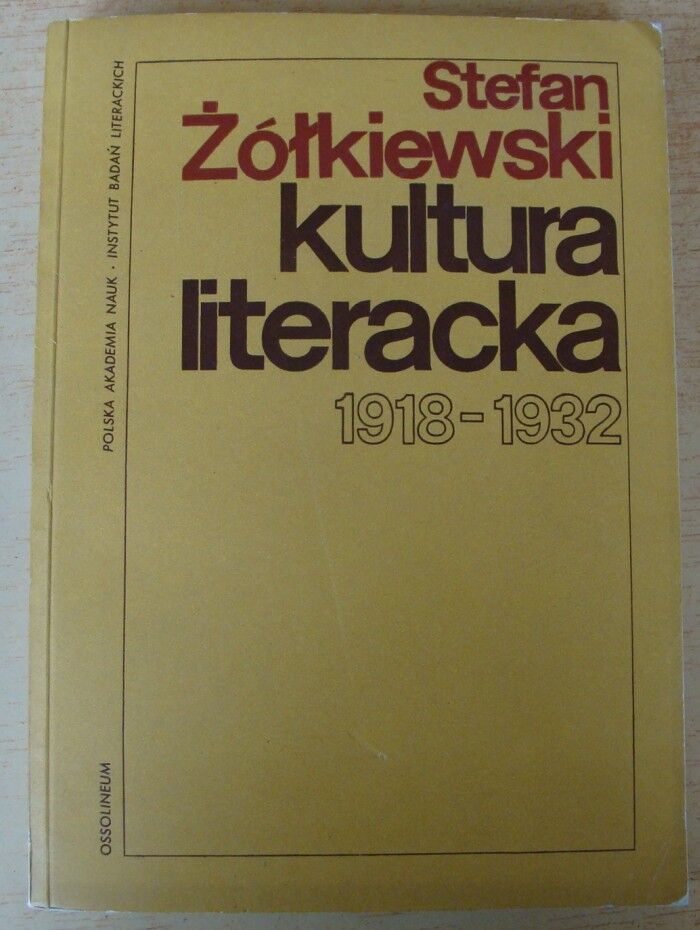 Stefan
Żółkiewski
kultura
literacka
1918-1932
POLSKA AKADEMIA NAUK · INSTYTUT BADAŃ LITERACKICH
OSSOLINEUM